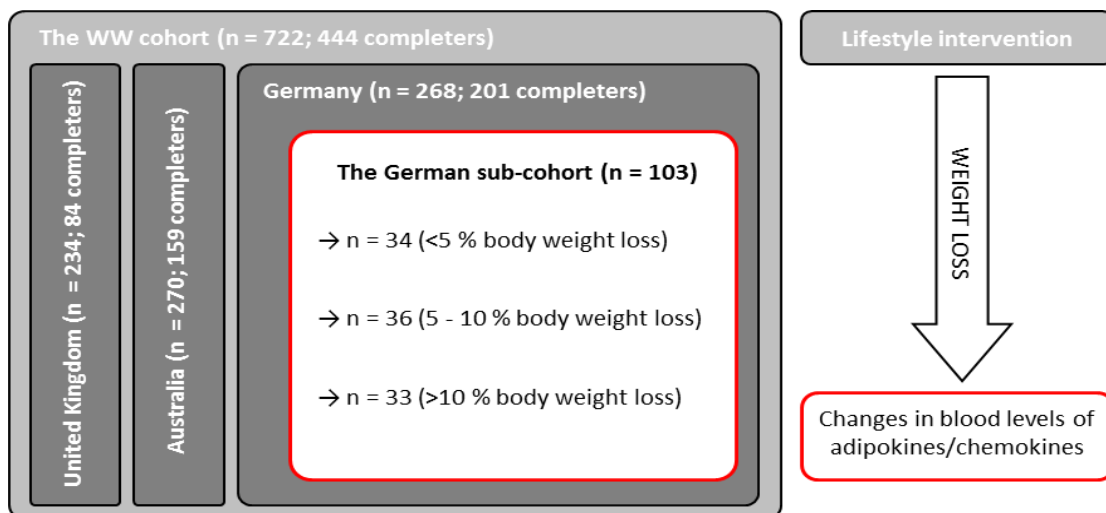 The WW cohort (n = 722; 444 completers)
United Kingdom (n = 234; 84 completers)
Australia (n = 270; 159 completers)
Germany (n = 268; 201 completers)
The German sub-cohort (n = 103)
→ n = 34 (<5 % body weight loss)
→ n = 36 (5 - 10 % body weight loss)
→ n = 33 (>10 % body weight loss)
Lifestyle intervention
WEIGHT LOSS
Changes in blood levels of
adipokines/chemokines